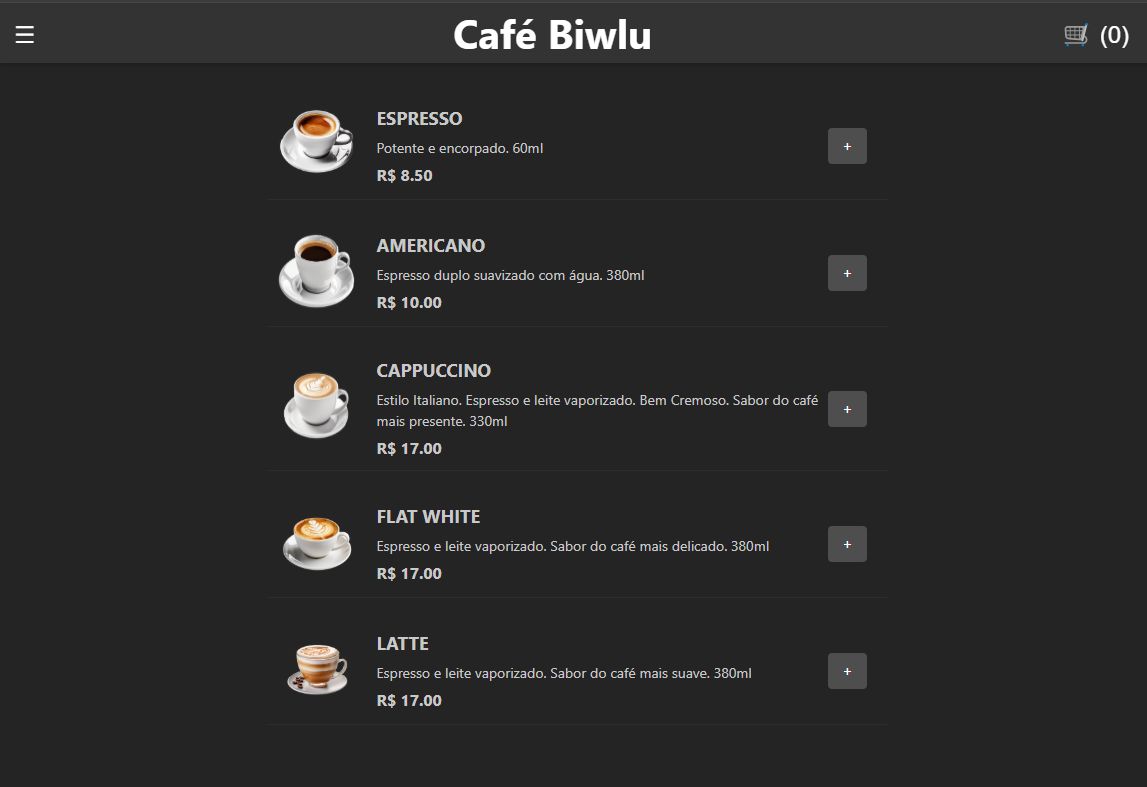 ☰ Café Biwlu 🛒 (0)
ESPRESSO
Potente e encorpado. 60ml
+
R$ 8.50
AMERICANO
Espresso duplo suavizado com água. 380ml
+
R$ 10.00
CAPPUCCINO
Estilo Italiano. Espresso e leite vaporizado. Bem Cremoso. Sabor do café
mais presente. 330ml
+
R$ 17.00
FLAT WHITE
Espresso e leite vaporizado. Sabor do café mais delicado. 380ml
+
R$ 17.00
LATTE
Espresso e leite vaporizado. Sabor do café mais suave. 380ml
+
R$ 17.00